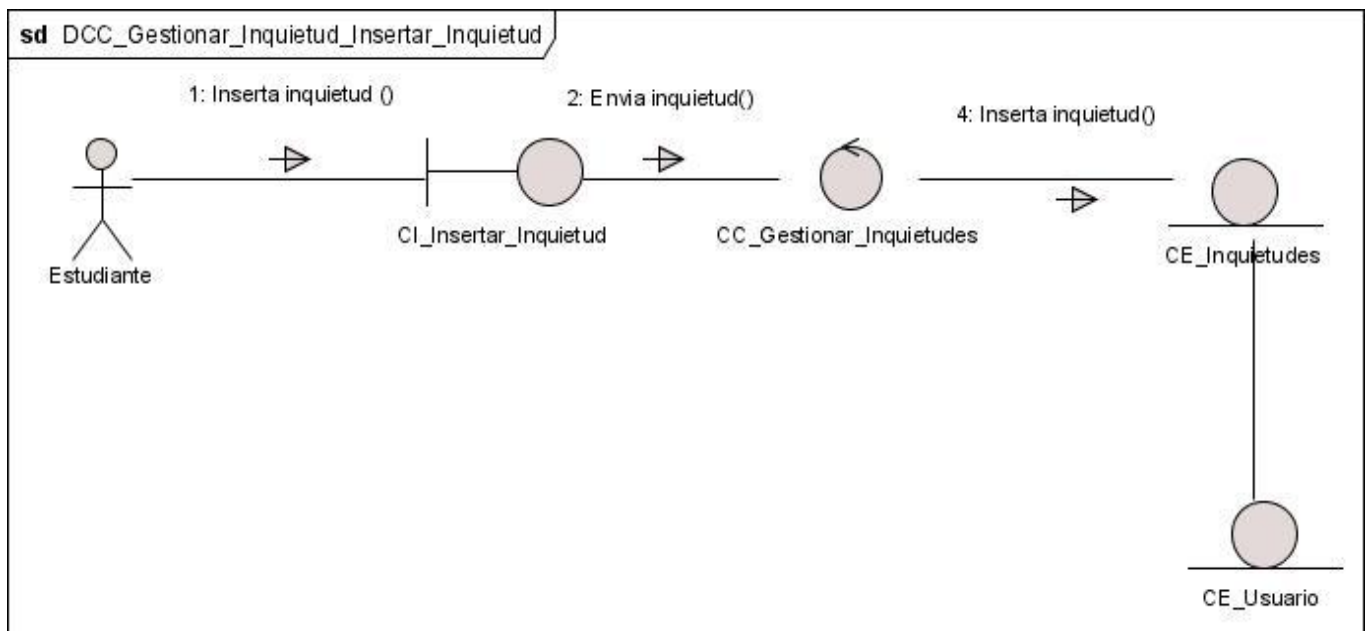 sd DCC_Gestionar_Inquietud_Insertar_Inquietud
1: Inserta inquietud ()
2: Envia inquietud()
4: Inserta inquietud()
Estudiante
CI_Insertar_Inquietud
CC_Gestionar_Inquietudes
CE_Inquietudes
CE_Usuario